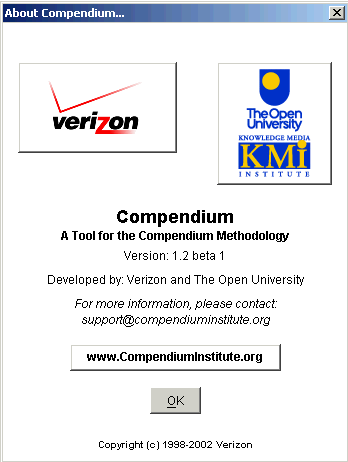 About Compendium...
verizon
The Open
University
KNOWLEDGE MEDIA
KMi
INSTITUTE
Compendium
A Tool for the Compendium Methodology
Version: 1.2 beta 1
Developed by: Verizon and The Open University
For more information, please contact:
support@compendiuminstitute.org
www.CompendiumInstitute.org
OK
Copyright (c) 1998-2002 Verizon